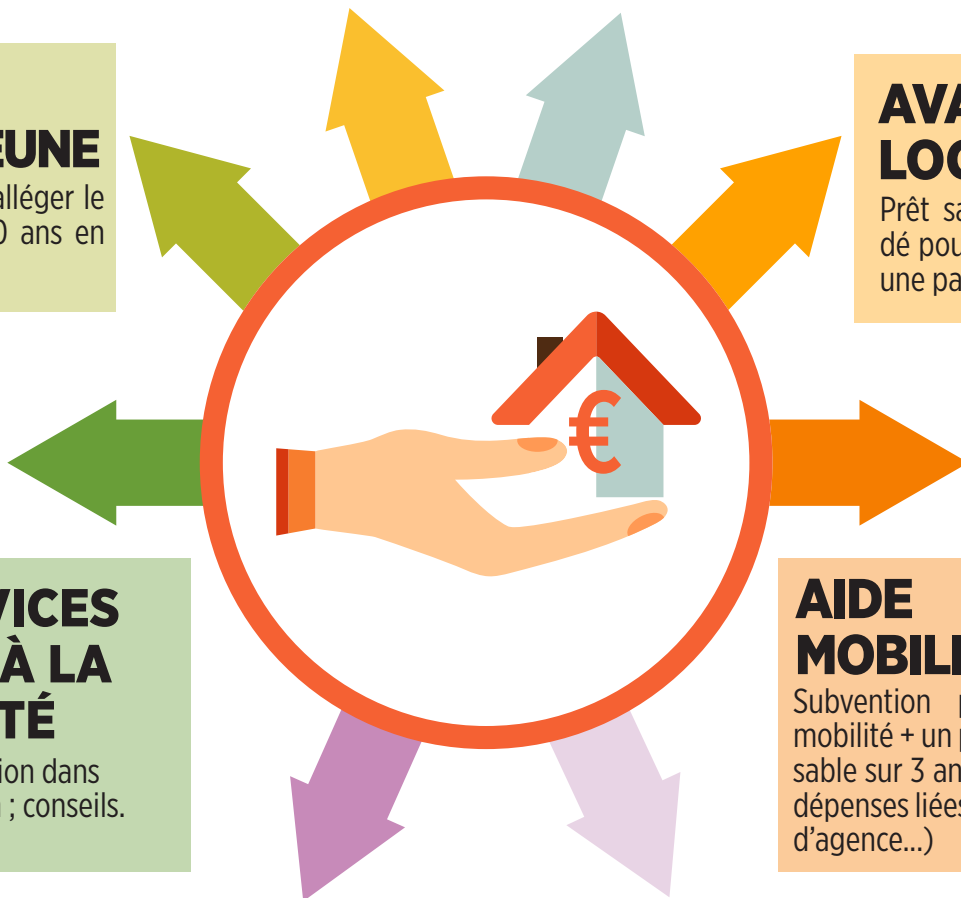 EUNE
alléger le
0 ans en
AVA
LOG
Prêt sa
dé pou
une pa
€
VICES
À LA
TÉ
ion dans
; conseils.
AIDE
MOBILI
Subvention p
mobilité + un p
sable sur 3 an
dépenses liées
d'agence...)